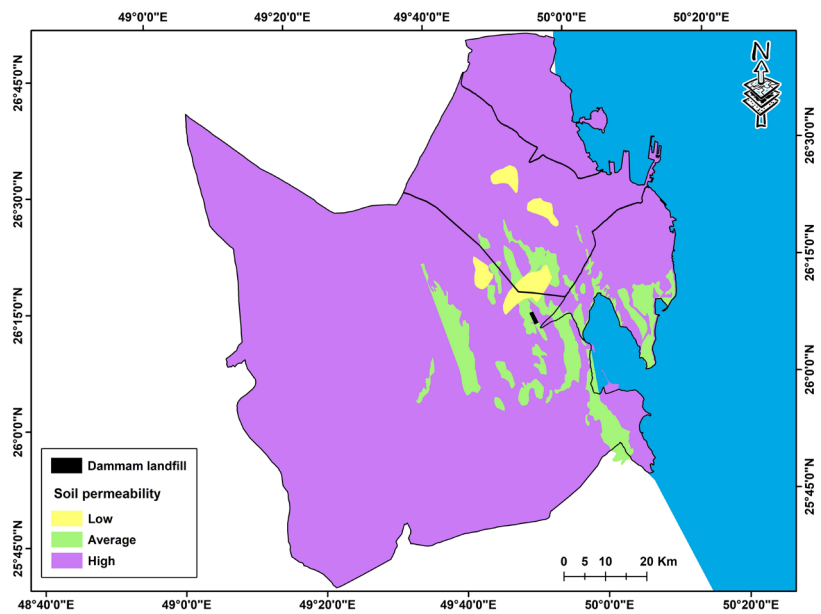 49°0'0"E 49°20'0"E 49°40'0"E 50°0'0"E 50°20'0"E
N
26°45'0"N
26°30'0"N
26°30'0"N
26°15'0"N
26°15'0"N
26°0'0"N
26°0'0"N
25°45'0"N
25°45'0"N
Dammam landfill
Soil permeability
Low
Average
High
0 5 10 20 Km
48°40'0"E 49°0'0"E 49°20'0"E 49°40'0"E 50°0'0"E 50°20'0"E